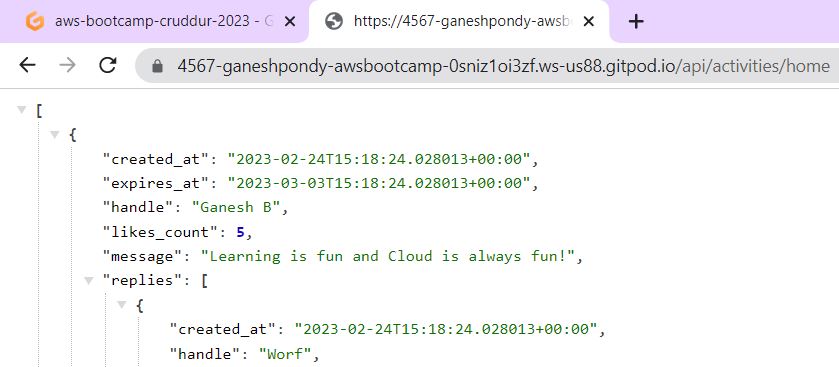 aws-bootcamp-cruddur-2023 - G
https://4567-ganeshpondy-awsb
4567-ganeshpondy-awsbootcamp-0sniz1oi3zf.ws-us88.gitpod.io/api/activities/home
[
{
"created_at": "2023-02-24T15:18:24.028013+00:00",
"expires_at": "2023-03-03T15:18:24.028013+00:00",
"handle": "Ganesh B",
"likes_count": 5,
"message": "Learning is fun and Cloud is always fun!",
"replies": [
{
"created_at": "2023-02-24T15:18:24.028013+00:00",
"handle": "Worf",